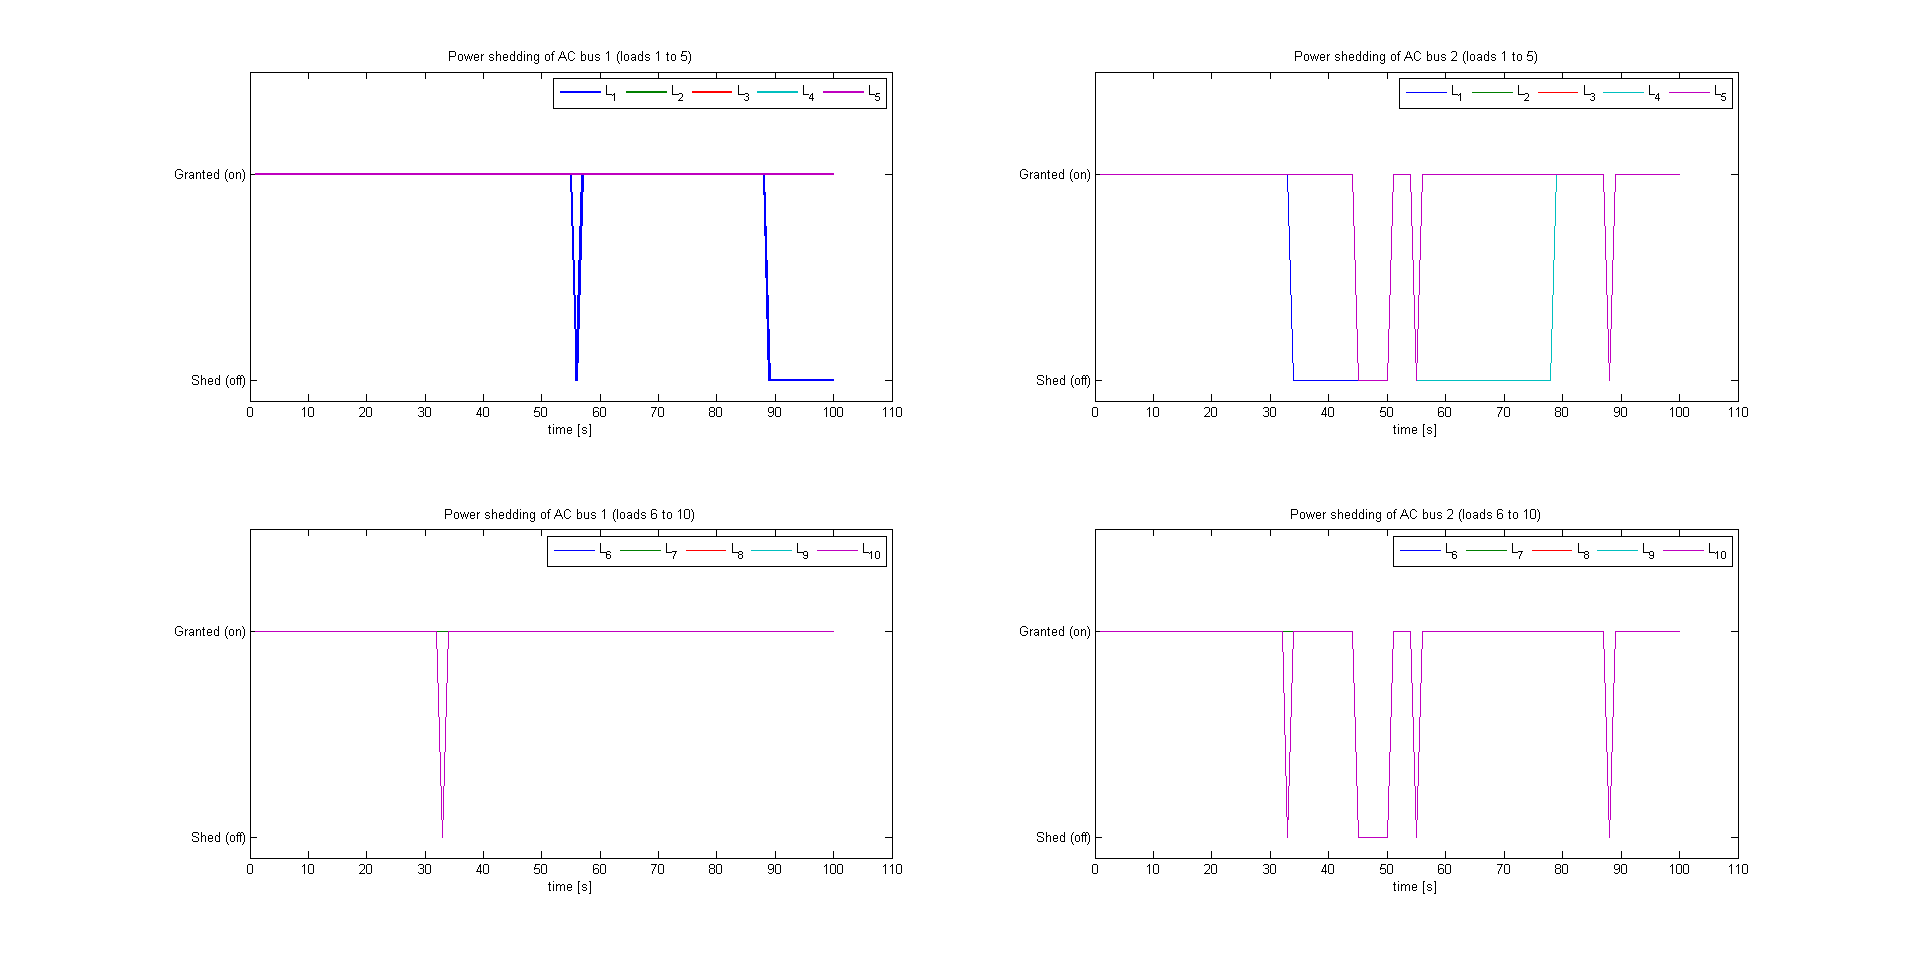 Power shedding of AC bus 1 (loads 1 to 5)
L1 L2 L3 L4 L5
Granted (on)
Shed (off)
0 10 20 30 40 50 60 70 80 90 100 110
time [s]
Power shedding of AC bus 2 (loads 1 to 5)
L1 L2 L3 L4 L5
Granted (on)
Shed (off)
0 10 20 30 40 50 60 70 80 90 100 110
time [s]
Power shedding of AC bus 1 (loads 6 to 10)
L6 L7 L8 L9 L10
Granted (on)
Shed (off)
0 10 20 30 40 50 60 70 80 90 100 110
time [s]
Power shedding of AC bus 2 (loads 6 to 10)
L6 L7 L8 L9 L10
Granted (on)
Shed (off)
0 10 20 30 40 50 60 70 80 90 100 110
time [s]